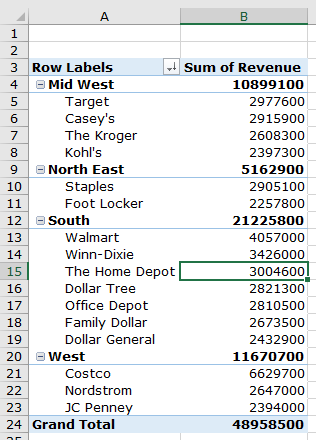 A B
1
2
3 Row Labels Sum of Revenue
4 Mid West 10899100
5 Target 2977600
6 Casey's 2915900
7 The Kroger 2608300
8 Kohl's 2397300
9 North East 5162900
10 Staples 2905100
11 Foot Locker 2257800
12 South 21225800
13 Walmart 4057000
14 Winn-Dixie 3426000
15 The Home Depot 3004600
16 Dollar Tree 2821300
17 Office Depot 2810500
18 Family Dollar 2673500
19 Dollar General 2432900
20 West 11670700
21 Costco 6629700
22 Nordstrom 2647000
23 JC Penney 2394000
24 Grand Total 48958500